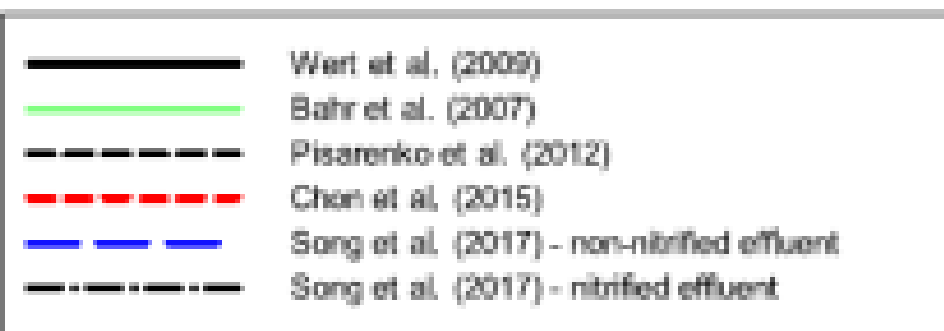 Wert et al. (2009)
Bahr et al. (2007)
Pisarenko et al. (2012)
Chon et al. (2015)
Song et al. (2017) - non-nitrified effluent
Song et al. (2017) - nitrified effluent